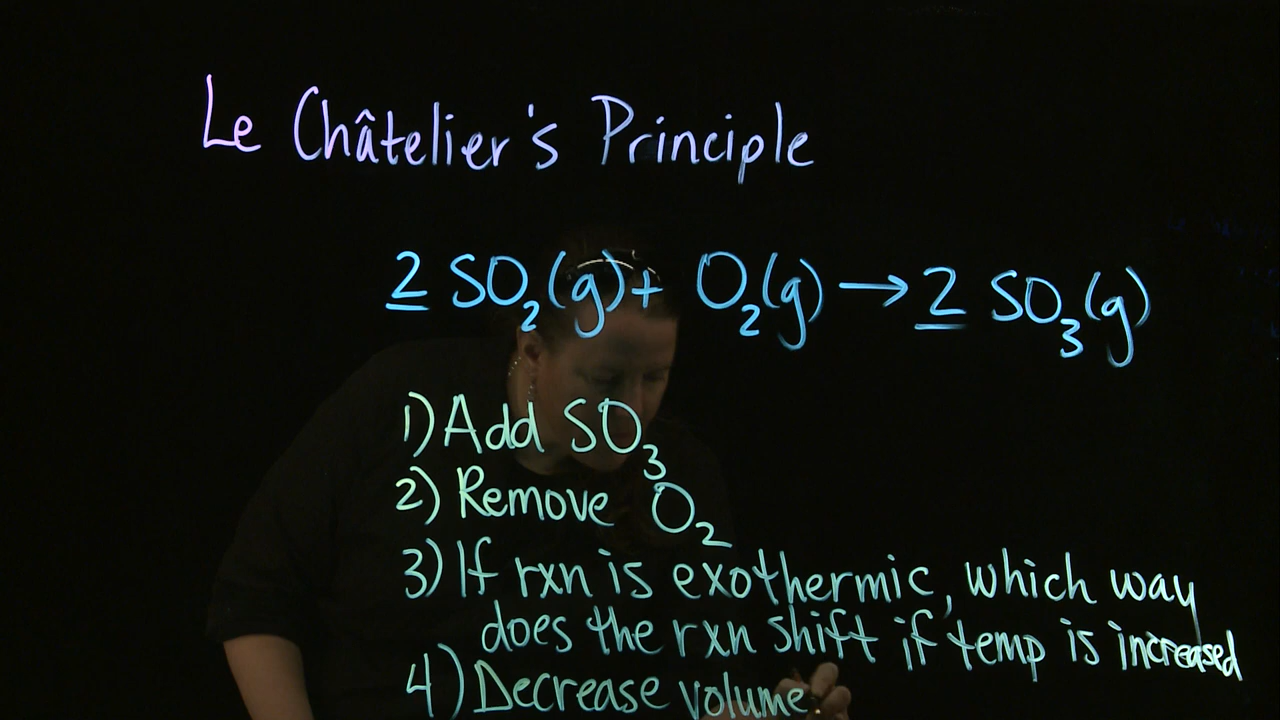 Le Châtelier's Principle
2 SO₂(g) + O₂(g) → 2 SO₃(g)
1) Add SO₃
2) Remove O₂
3) If rxn is exothermic, which way
does the rxn shift if temp is increased
4) Decrease volume